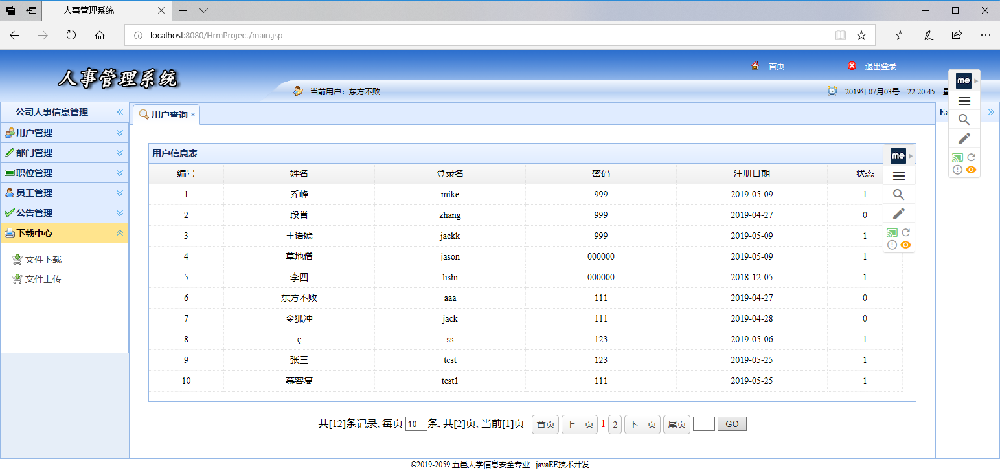 人事管理系统
localhost:8080/HrmProject/main.jsp
人事管理系统
首页
退出登录
当前用户：东方不败
2019年07月03号 22:20:45
me
公司人事信息管理
用户查询
用户管理
部门管理
职位管理
员工管理
公告管理
下载中心
文件下载
文件上传
用户信息表
me
编号 姓名 登录名 密码 注册日期 状态
1 乔峰 mike 999 2019-05-09 1
2 段誉 zhang 999 2019-04-27 0
3 王语嫣 jackk 999 2019-05-09 1
4 草地僧 jason 000000 2019-05-09 1
5 李四 lishi 000000 2018-12-05 1
6 东方不败 aaa 111 2019-04-27 0
7 令狐冲 jack 111 2019-04-28 0
8 ç ss 123 2019-05-06 1
9 张三 test 123 2019-05-25 1
10 慕容复 test1 111 2019-05-25 1
共[12]条记录, 每页 10 条, 共[2]页, 当前[1]页 首页 上一页 1 2 下一页 尾页 GO
©2019-2059 五邑大学信息安全专业 javaEE技术开发